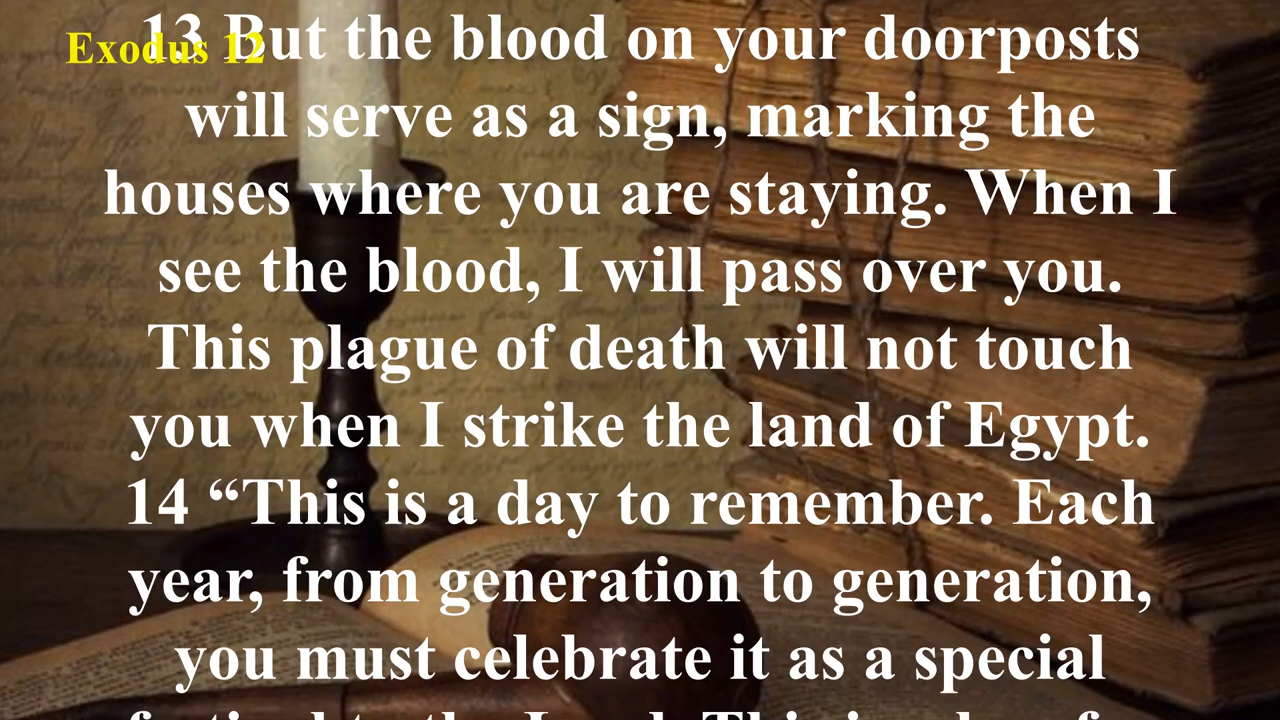 Exodus 12
13 But the blood on your doorposts
will serve as a sign, marking the
houses where you are staying. When I
see the blood, I will pass over you.
This plague of death will not touch
you when I strike the land of Egypt.
14 “This is a day to remember. Each
year, from generation to generation,
you must celebrate it as a special